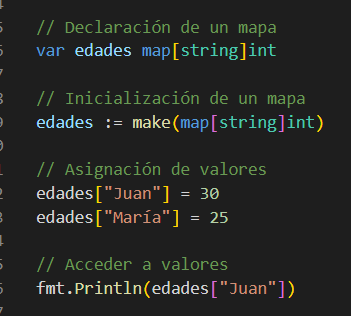 // Declaración de un mapa
var edades map[string]int
// Inicialización de un mapa
edades := make(map[string]int)
// Asignación de valores
edades["Juan"] = 30
edades["María"] = 25
// Acceder a valores
fmt.Println(edades["Juan"])